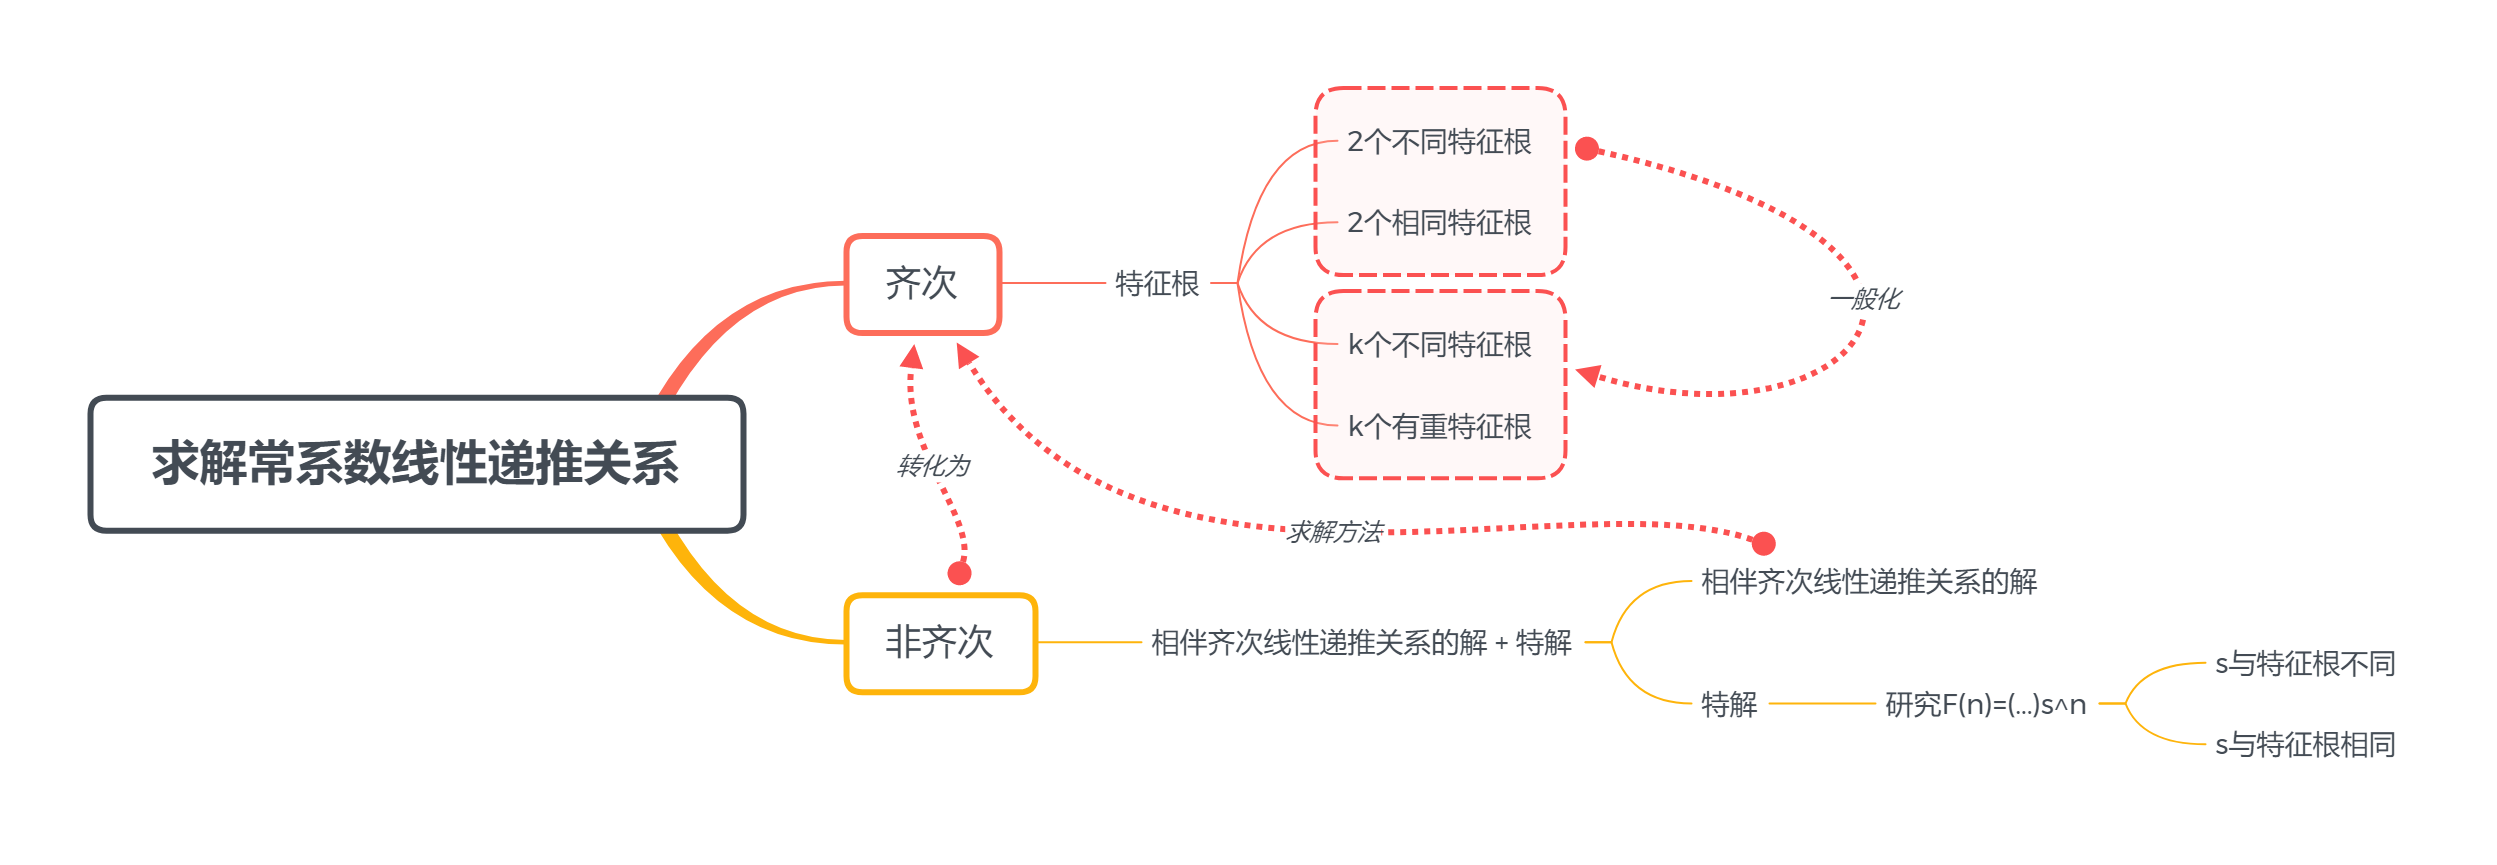 求解常系数线性递推关系
齐次
特征根
2个不同特征根
2个相同特征根
k个不同特征根
k个有重特征根
一般化
转化为
求解方法
非齐次
相伴齐次线性递推关系的解 + 特解
相伴齐次线性递推关系的解
特解
研究F(n)=(...)s^n
s与特征根不同
s与特征根相同